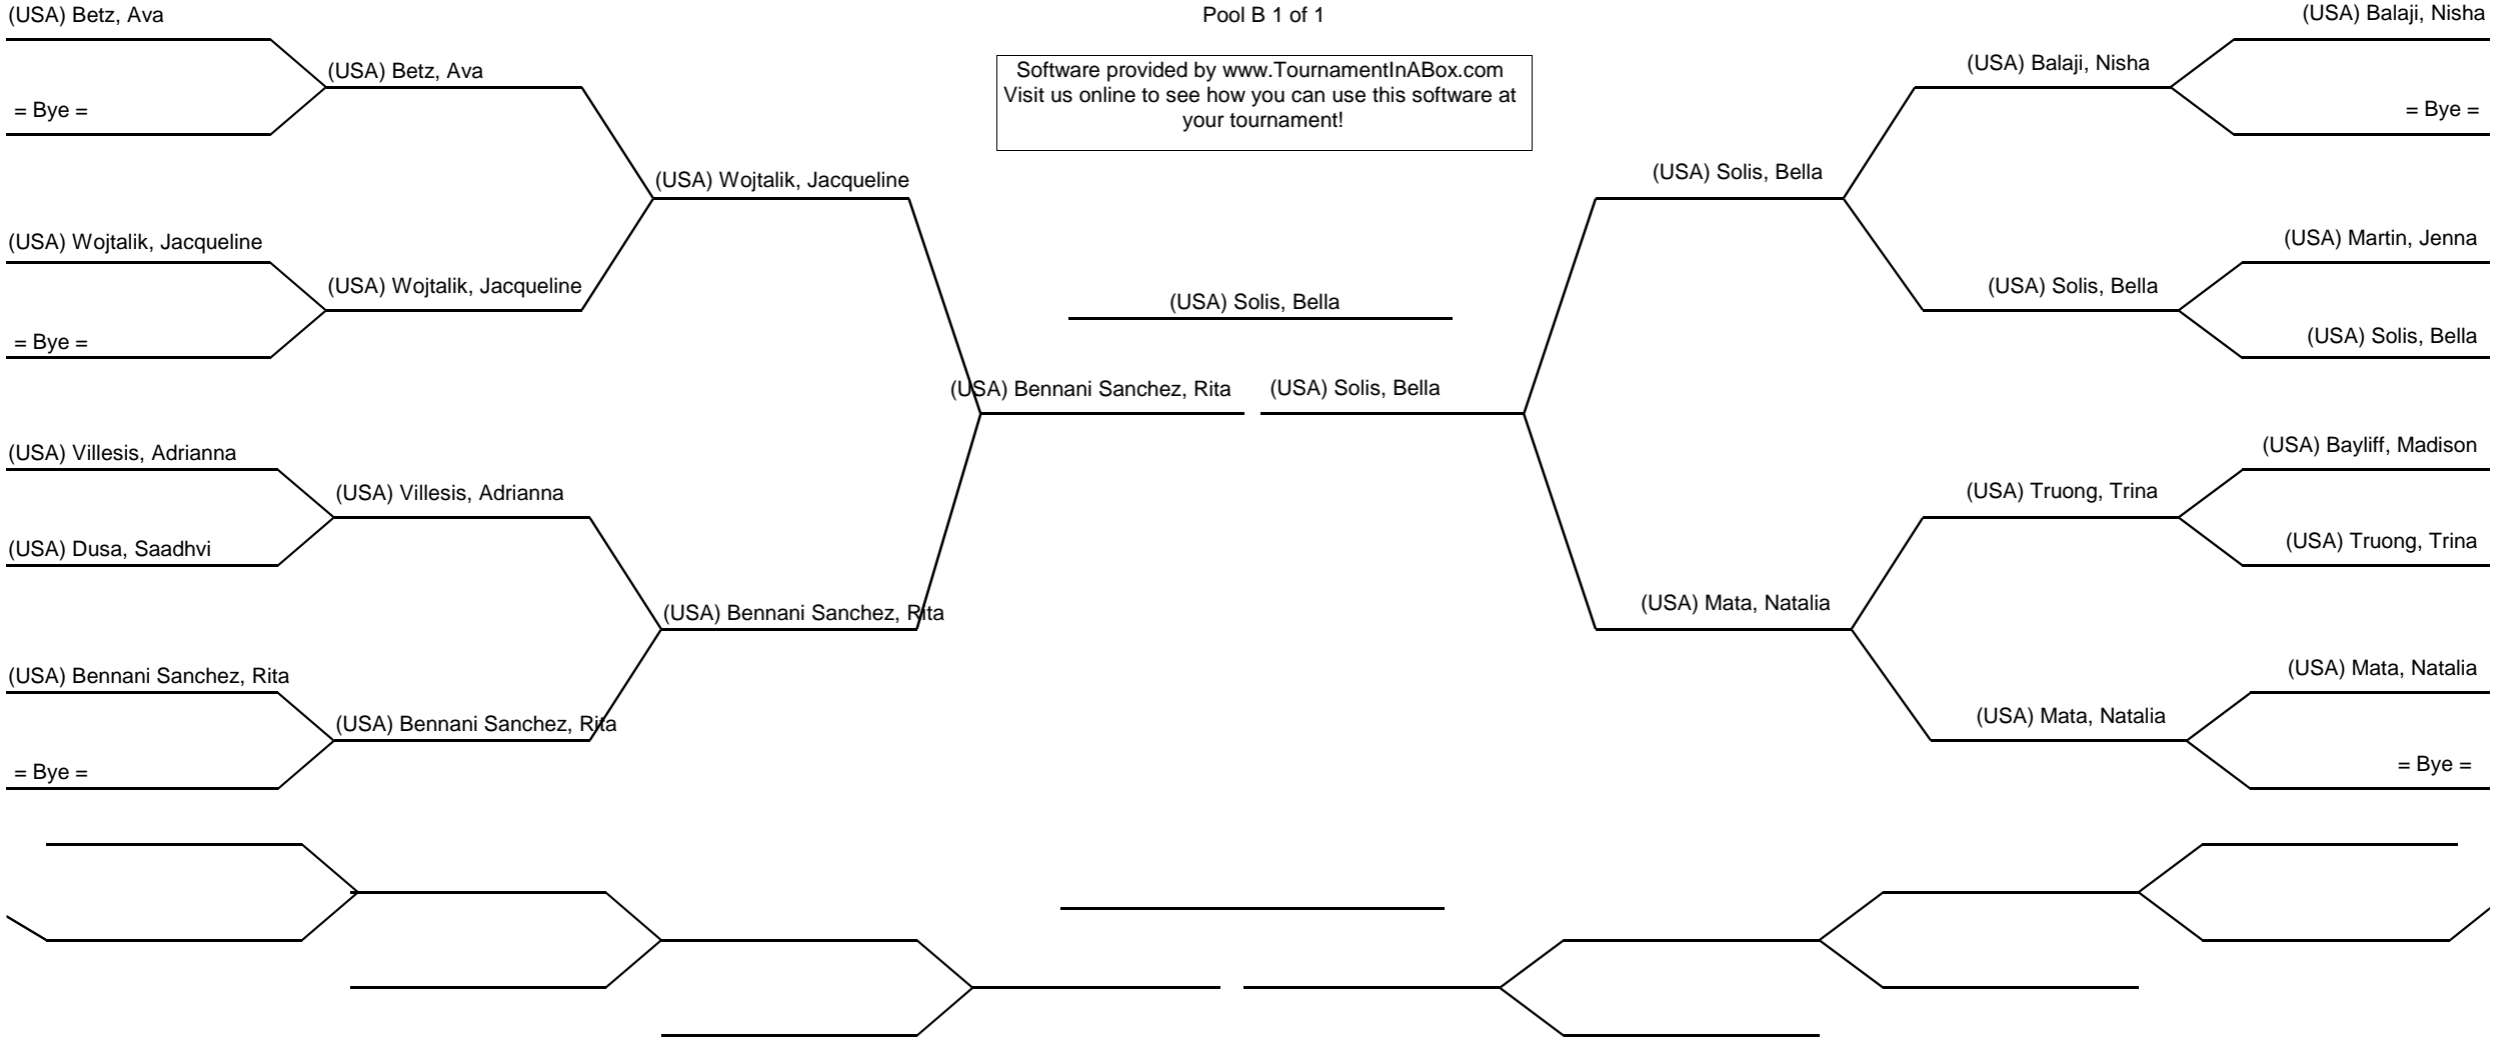 (USA) Betz, Ava
Pool B 1 of 1
(USA) Balaji, Nisha
(USA) Betz, Ava
Software provided by www.TournamentInABox.com
Visit us online to see how you can use this software at
your tournament!
(USA) Balaji, Nisha
= Bye =
= Bye =
(USA) Wojtalik, Jacqueline
(USA) Solis, Bella
(USA) Wojtalik, Jacqueline
(USA) Martin, Jenna
(USA) Wojtalik, Jacqueline
(USA) Solis, Bella
(USA) Solis, Bella
= Bye =
(USA) Solis, Bella
(USA) Bennani Sanchez, Rita
(USA) Solis, Bella
(USA) Villesis, Adrianna
(USA) Bayliff, Madison
(USA) Villesis, Adrianna
(USA) Truong, Trina
(USA) Dusa, Saadhvi
(USA) Truong, Trina
(USA) Bennani Sanchez, Rita
(USA) Mata, Natalia
(USA) Bennani Sanchez, Rita
(USA) Mata, Natalia
(USA) Bennani Sanchez, Rita
(USA) Mata, Natalia
= Bye =
= Bye =